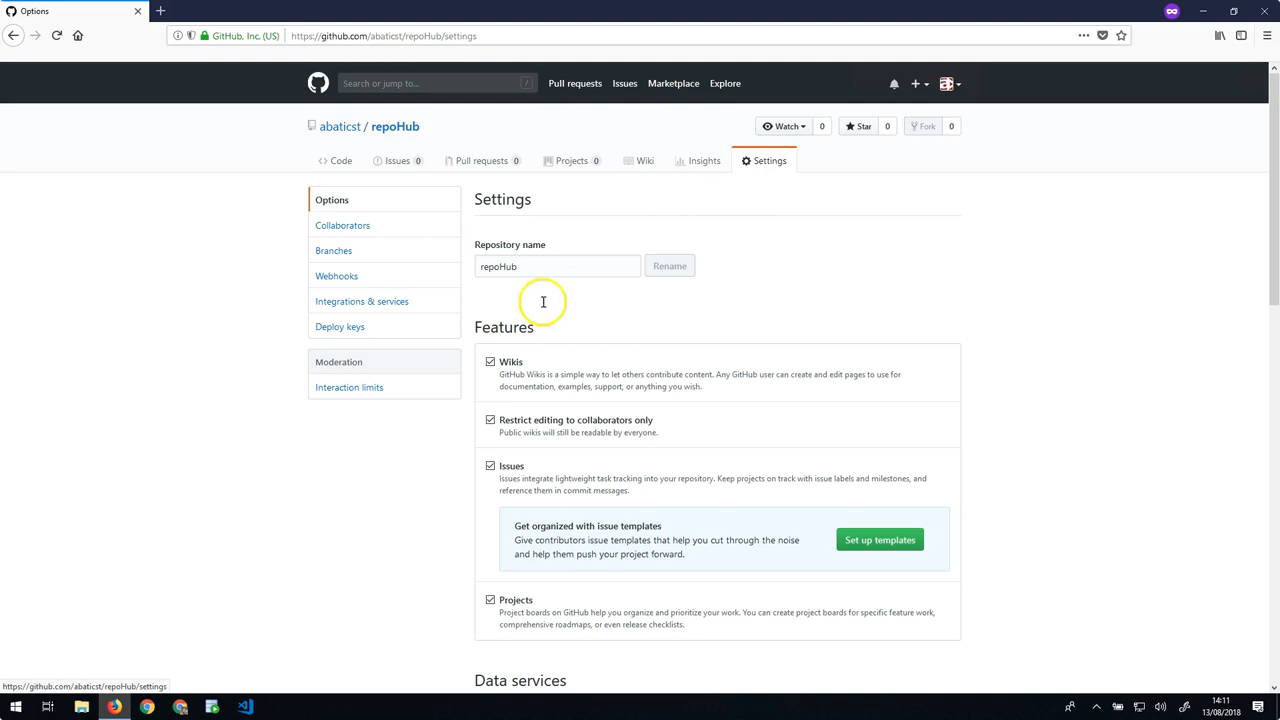 Options
GitHub, Inc. (US)
https://github.com/abaticst/repoHub/settings
Search or jump to...
/
Pull requests
Issues
Marketplace
Explore
abaticst / repoHub
Watch 0
Star 0
Fork 0
Code
Issues 0
Pull requests 0
Projects 0
Wiki
Insights
Settings
Options
Collaborators
Branches
Webhooks
Integrations & services
Deploy keys
Moderation
Interaction limits
Settings
Repository name
repoHub
Rename
Features
Wikis
GitHub Wikis is a simple way to let others contribute content. Any GitHub user can create and edit pages to use for
documentation, examples, support, or anything you wish.
Restrict editing to collaborators only
Public wikis will still be readable by everyone.
Issues
Issues integrate lightweight task tracking into your repository. Keep projects on track with issue labels and milestones, and
reference them in commit messages.
Get organized with issue templates
Give contributors issue templates that help you cut through the noise
and help them push your project forward.
Set up templates
Projects
Project boards on GitHub help you organize and prioritize your work. You can create project boards for specific feature work,
comprehensive roadmaps, or even release checklists.
Data services
https://github.com/abaticst/repoHub/settings
14:11
13/08/2018